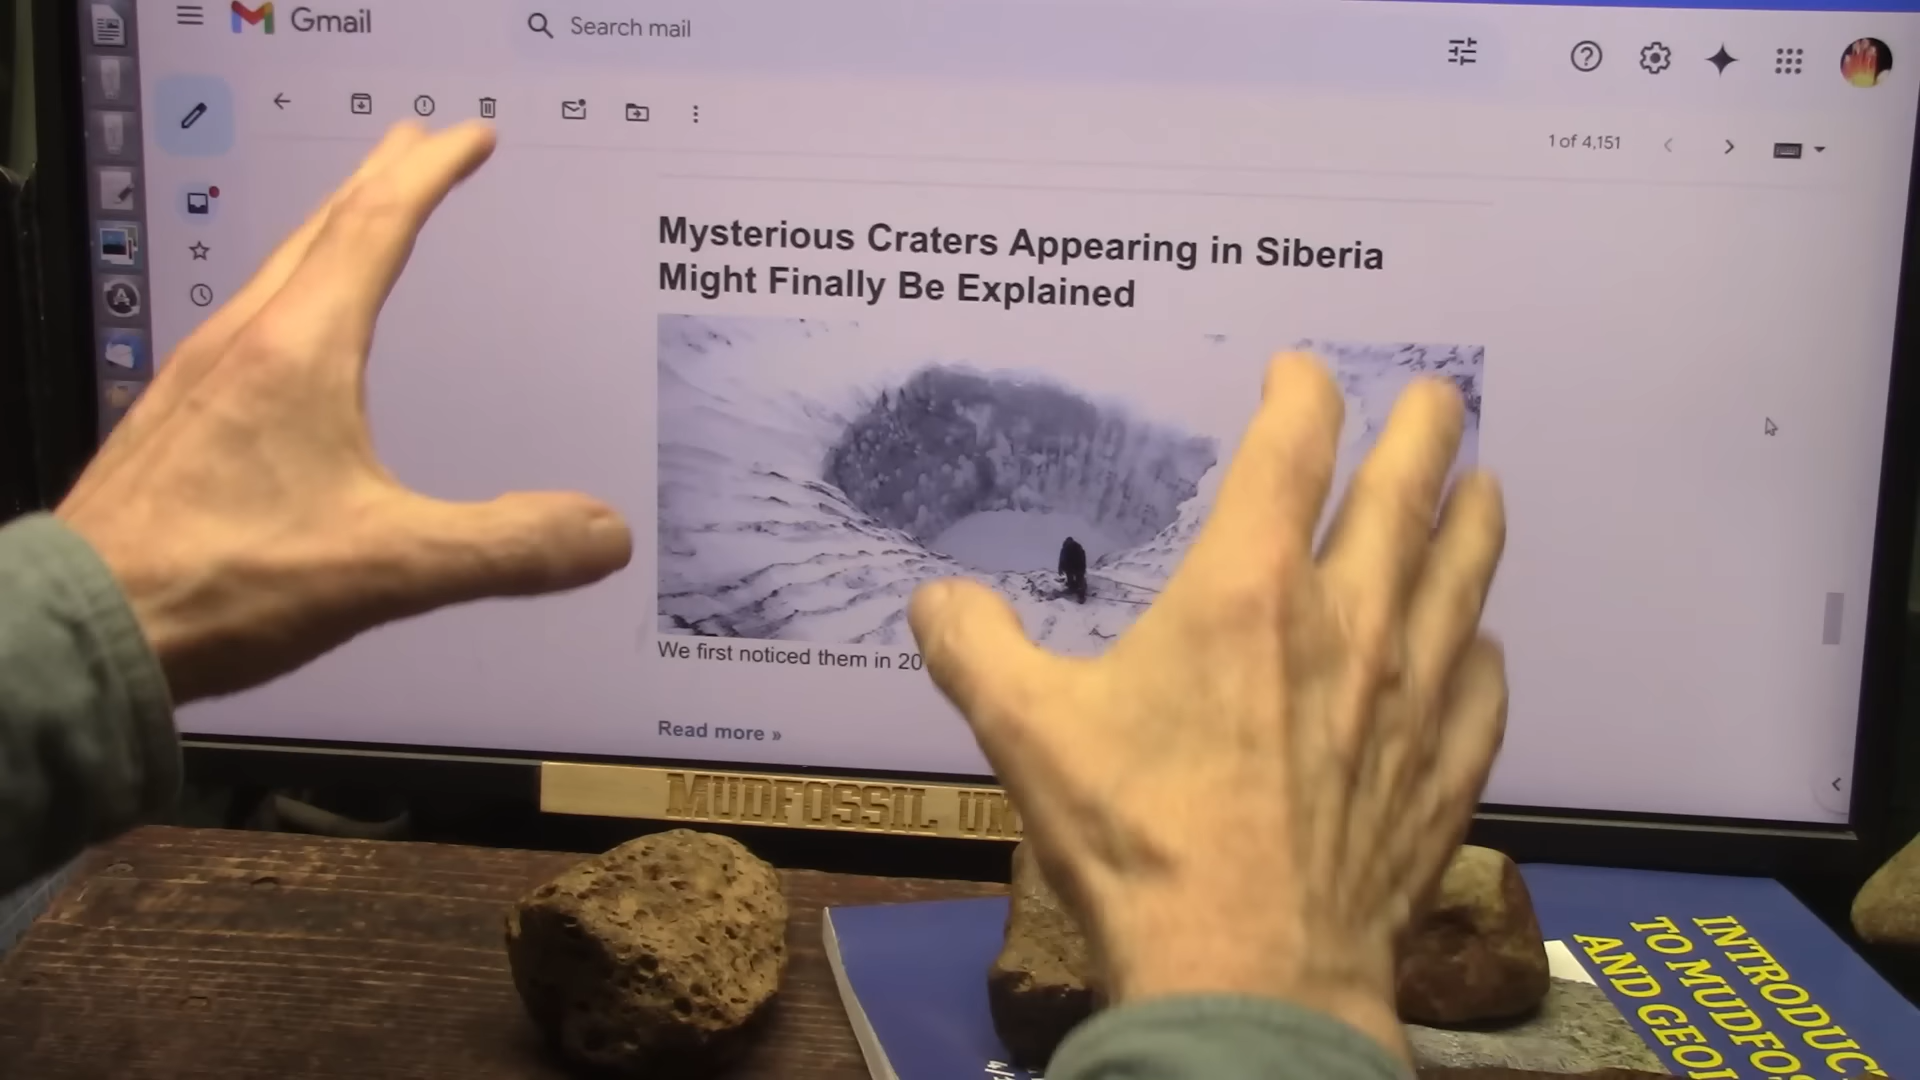 Gmail
Search mail
1 of 4,151
Mysterious Craters Appearing in Siberia
Might Finally Be Explained
We first noticed them in 20
Read more »
MUDFOSSIL UN
INTRODUC
TO MUDFO
AND GEOL